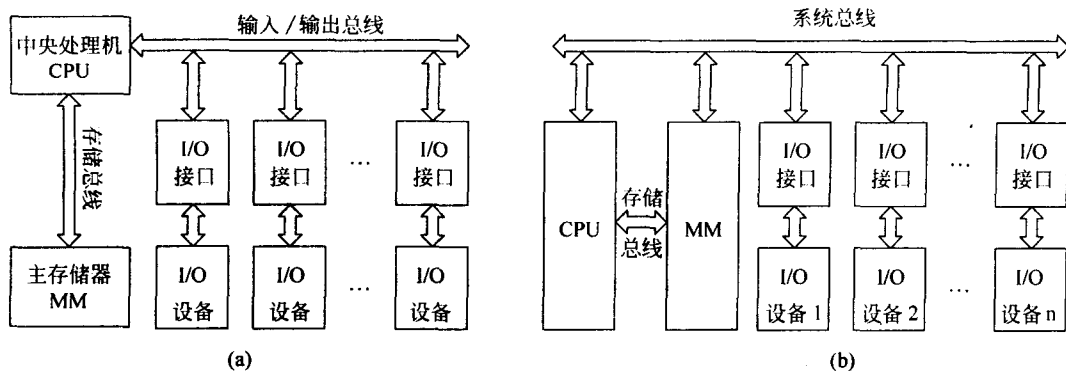 输入/输出总线
中央处理机
CPU
存储总线
主存储器
MM
I/O
接口
I/O
接口
…
I/O
接口
I/O
设备
I/O
设备
…
I/O
设备
(a)
系统总线
CPU
存储
总线
MM
I/O
接口
I/O
接口
…
I/O
接口
I/O
设备1
I/O
设备2
…
I/O
设备n
(b)